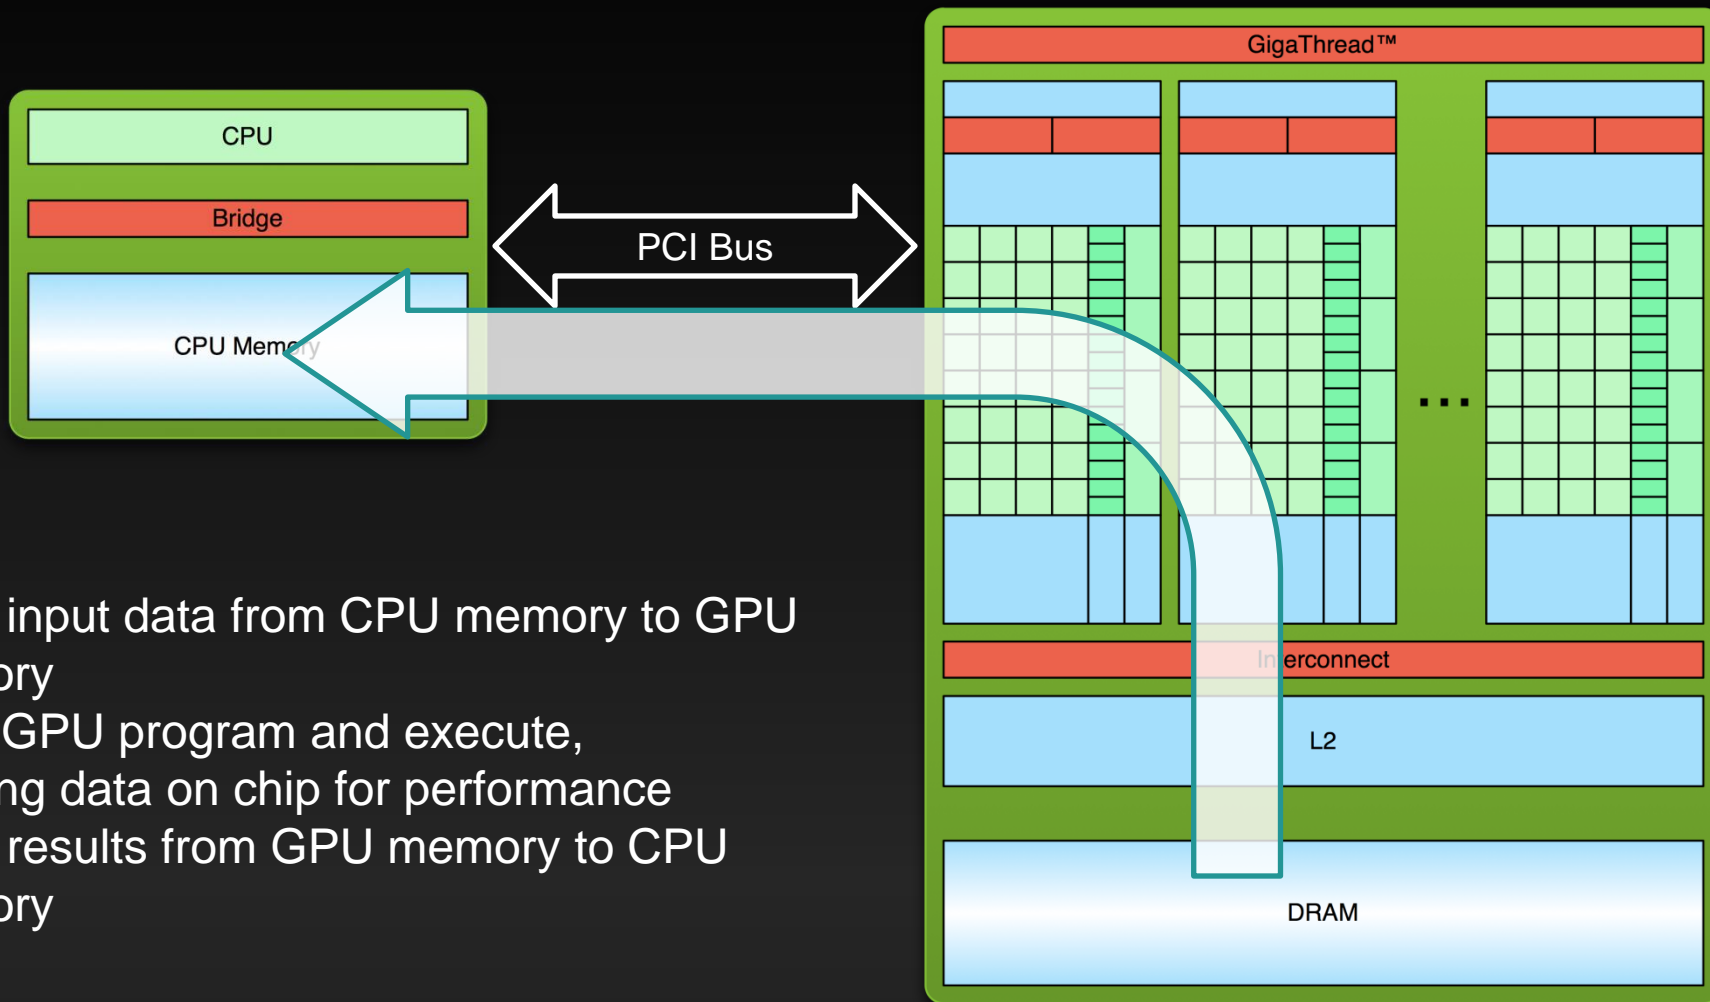 GigaThread™
CPU
Bridge
PCI Bus
CPU Memory
...
input data from CPU memory to GPU
ory
GPU program and execute,
ng data on chip for performance
results from GPU memory to CPU
ory
Interconnect
L2
DRAM